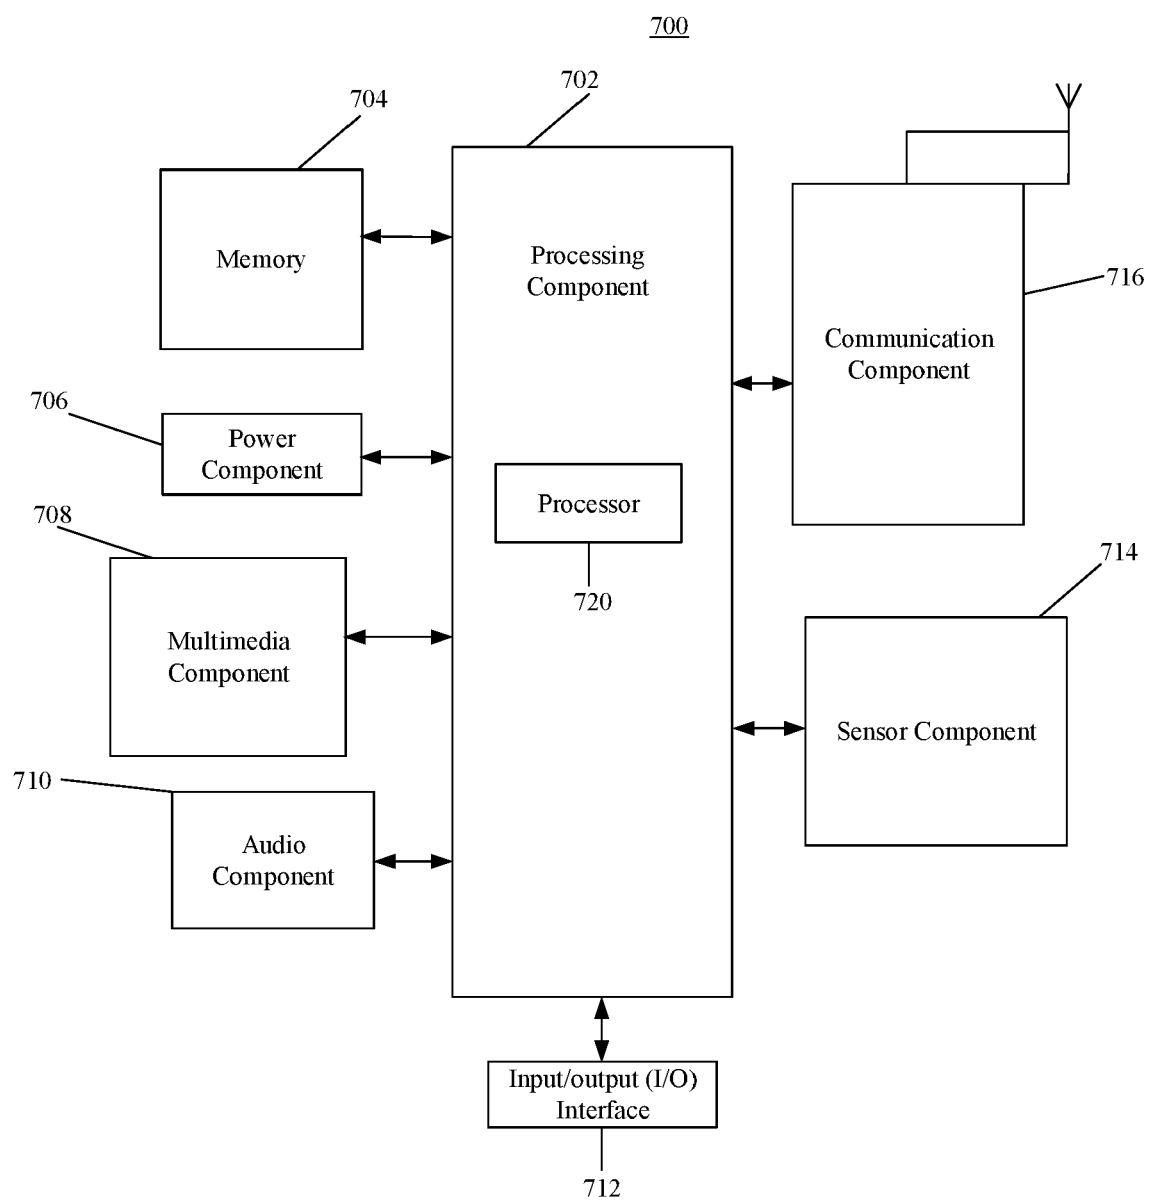 700
702
704
Memory
Processing
Component
716
Communication
Component
706
Power
Component
708
Processor
720
714
Multimedia
Component
Sensor Component
710
Audio
Component
Input/output (I/O)
Interface
712